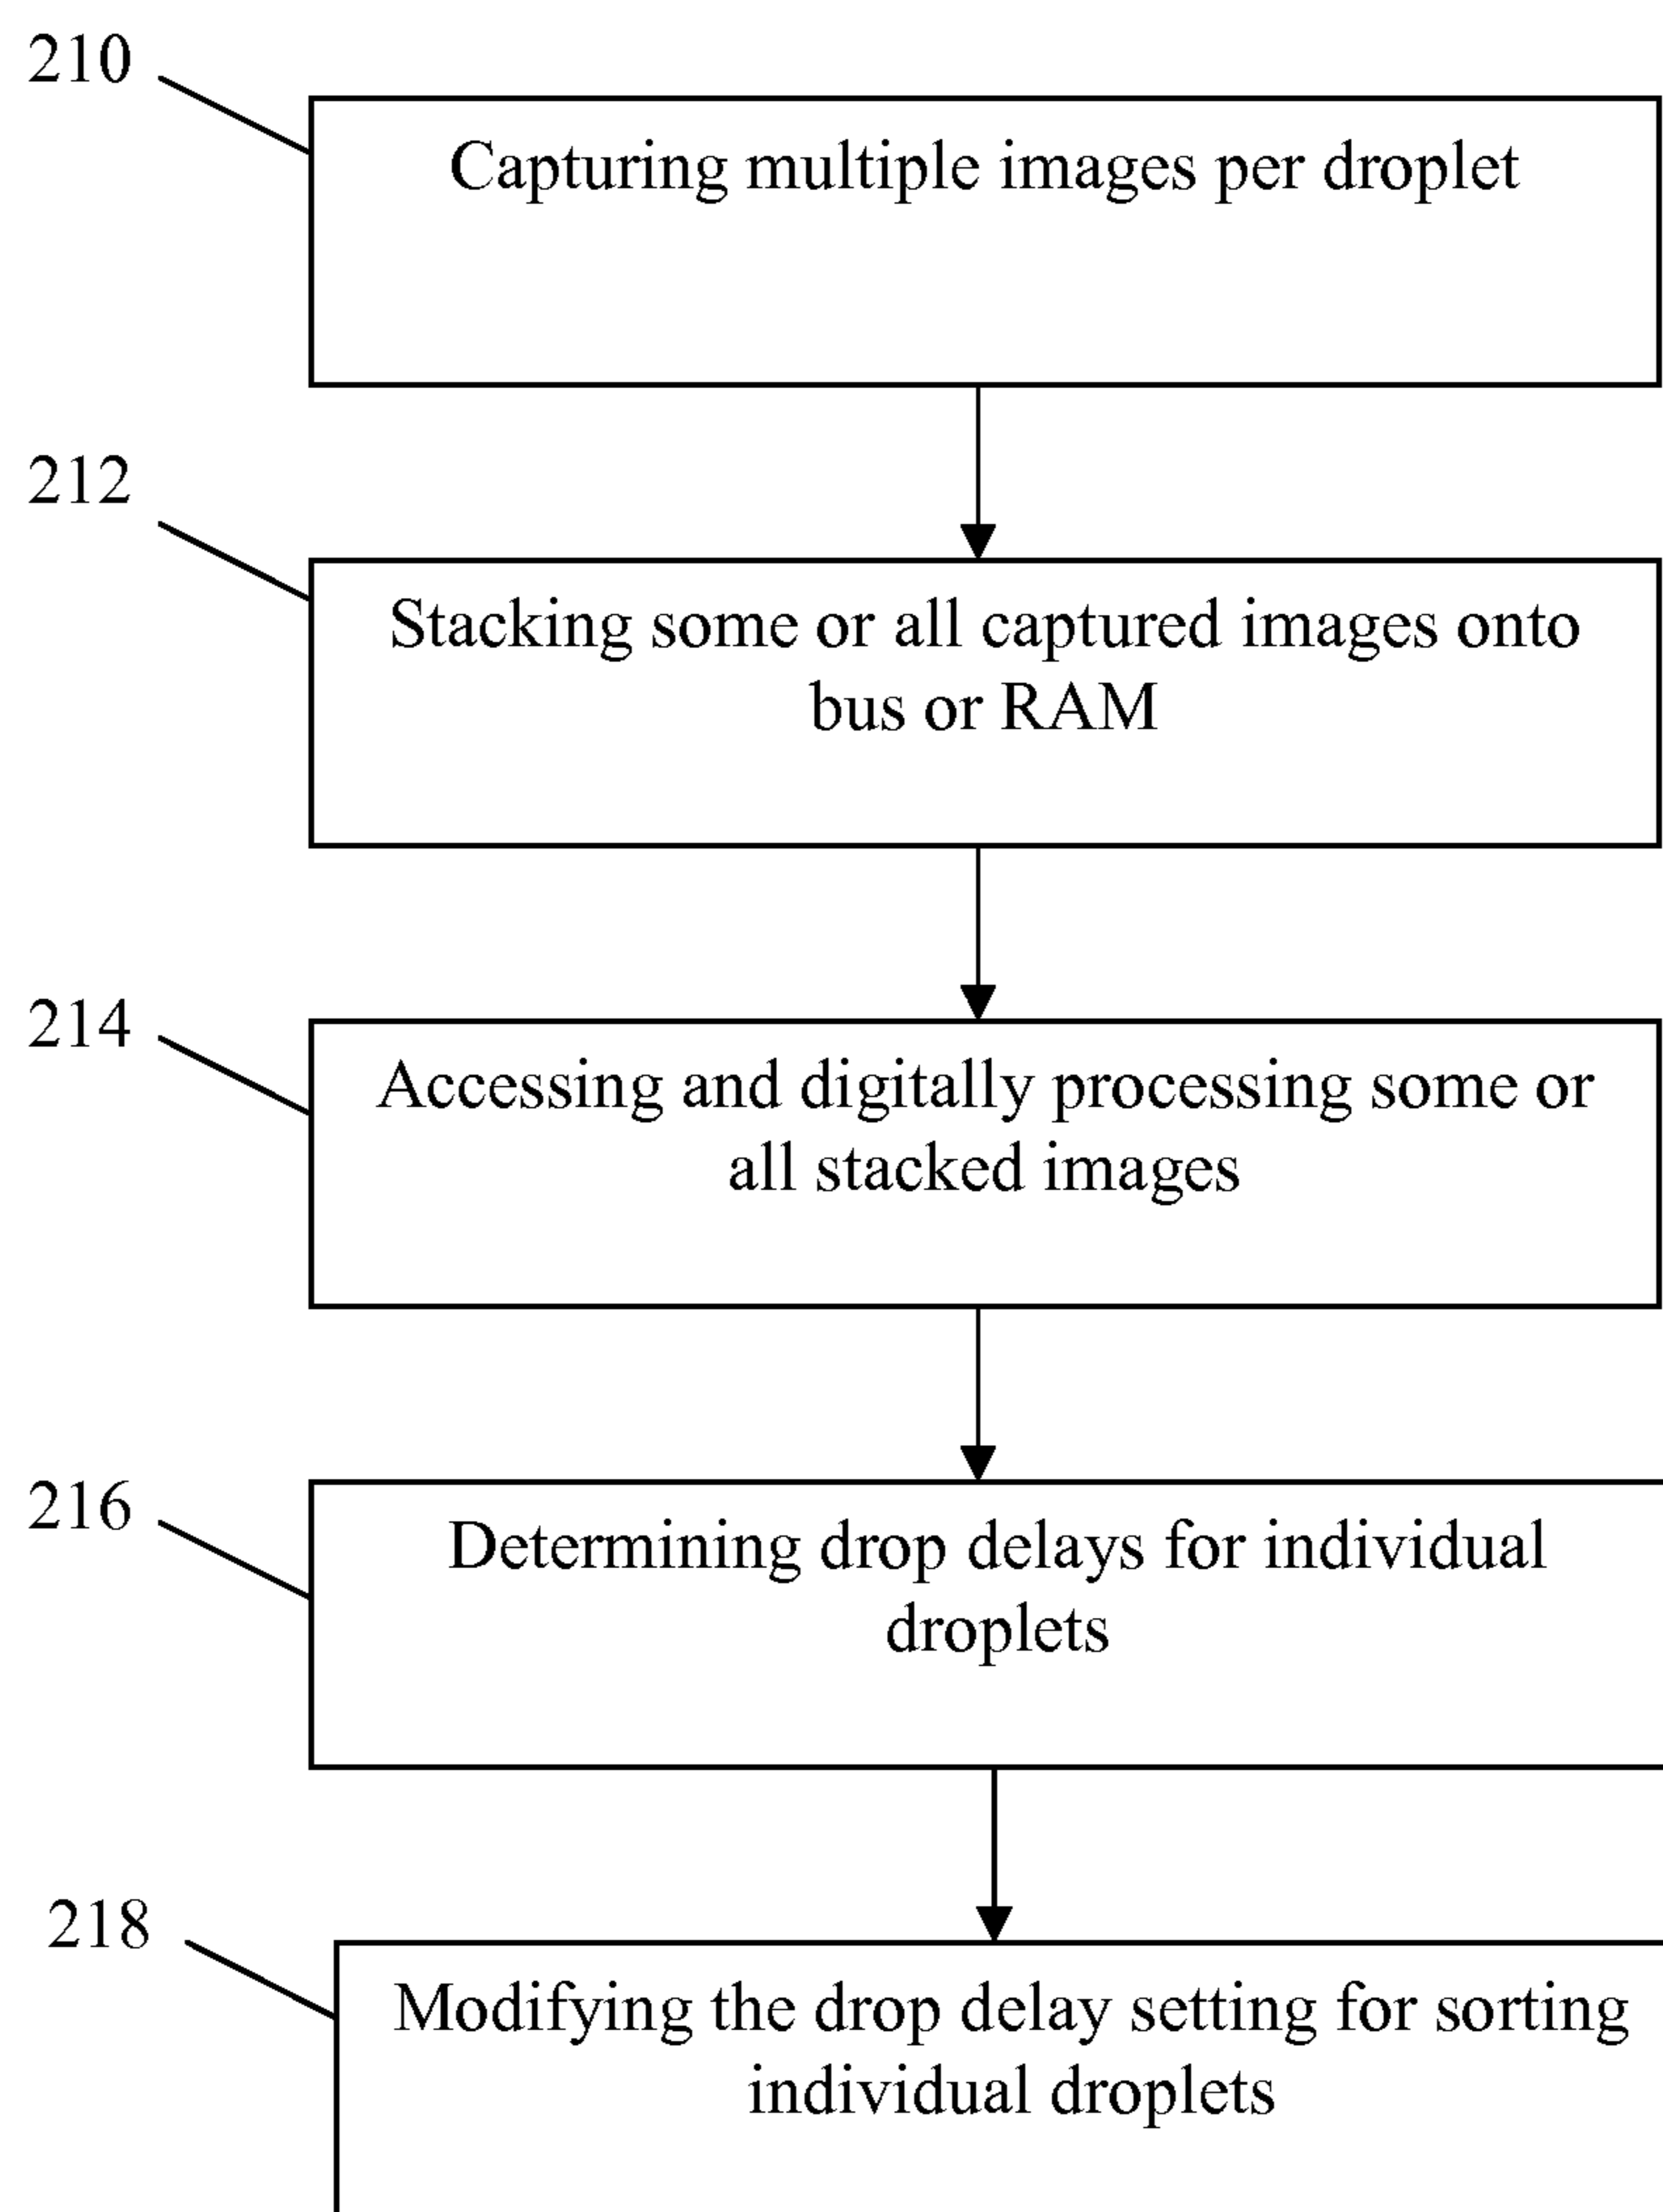 210
Capturing multiple images per droplet
212
Stacking some or all captured images onto
bus or RAM
214
Accessing and digitally processing some or
all stacked images
216
Determining drop delays for individual
droplets
218
Modifying the drop delay setting for sorting
individual droplets